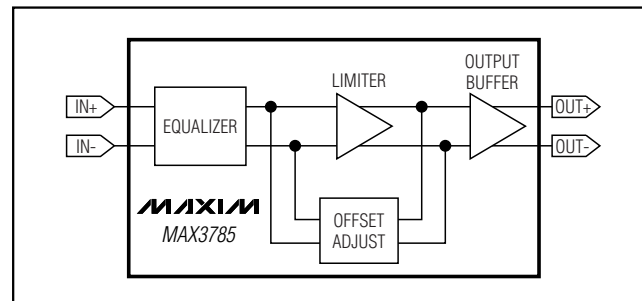 OUTPUT
BUFFER
LIMITER
IN+
OUT+
EQUALIZER
IN-
OUT-
MAXIM
MAX3785
OFFSET
ADJUST